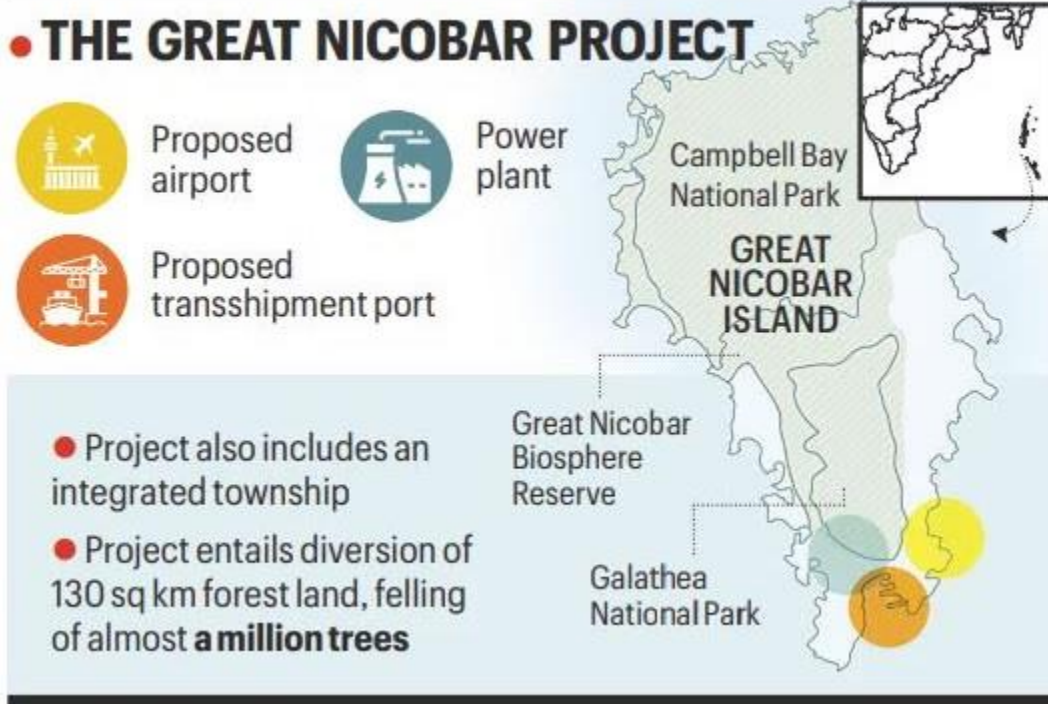 THE GREAT NICOBAR PROJECT
Proposed
airport
Power
plant
Proposed
transshipment port
Campbell Bay
National Park
GREAT
NICOBAR
ISLAND
Great Nicobar
Biosphere
Reserve
Galathea
National Park
● Project also includes an
integrated township
● Project entails diversion of
130 sq km forest land, felling
of almost a million trees